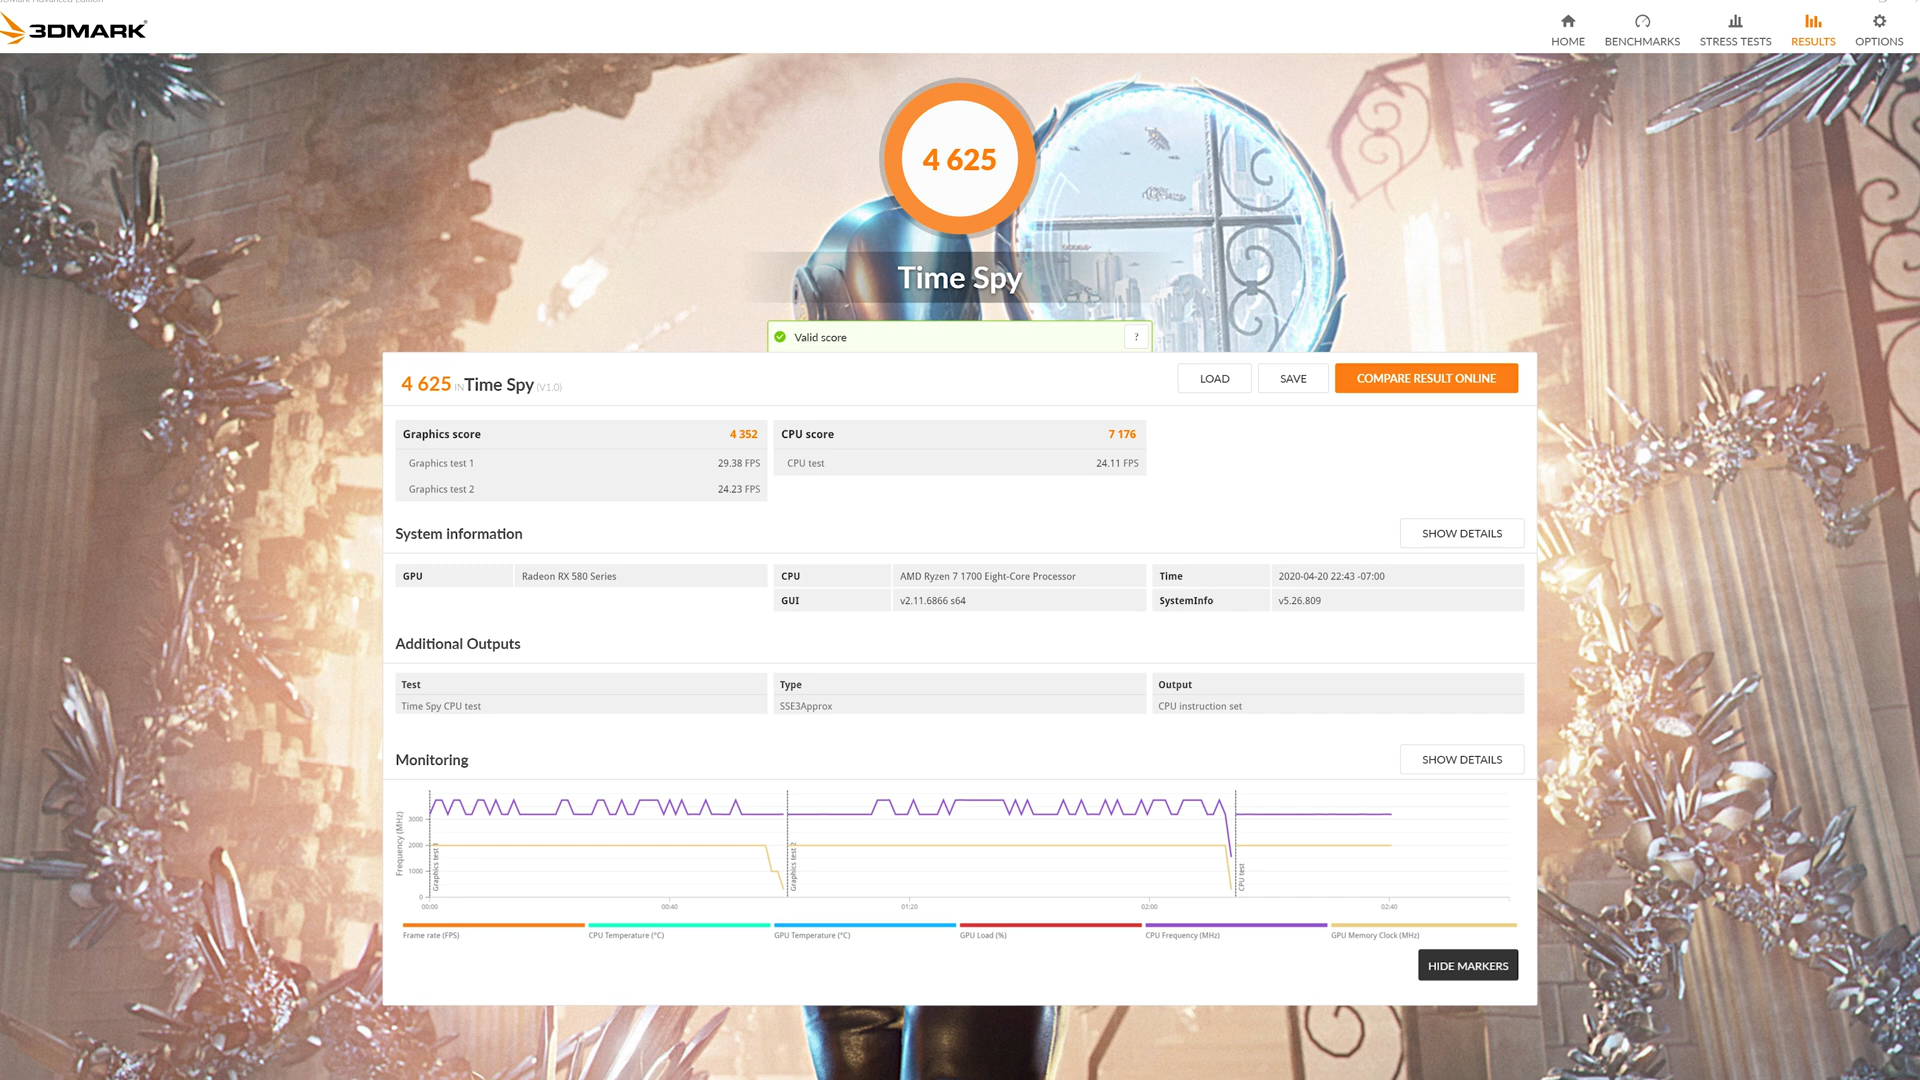 3DMark Advanced Edition
3DMARK
HOME BENCHMARKS STRESS TESTS RESULTS OPTIONS
4 625
Time Spy
Valid score ?
4 625 IN Time Spy (V1.0) LOAD SAVE COMPARE RESULT ONLINE
Graphics score 4 352 CPU score 7 176
Graphics test 1 29.38 FPS CPU test 24.11 FPS
Graphics test 2 24.23 FPS
System information SHOW DETAILS
GPU Radeon RX 580 Series CPU AMD Ryzen 7 1700 Eight-Core Processor Time 2020-04-20 22:43 -07:00
GUI v2.11.6866 s64 SystemInfo v5.26.809
Additional Outputs
Test Type Output
Time Spy CPU test SSE3Approx CPU instruction set
Monitoring SHOW DETAILS
Frequency (MHz)
3000
2000
1000
0
Graphics test 1
Graphics test 2
CPU test
00:00 00:40 01:20 02:00 02:40
Frame rate (FPS) CPU Temperature (°C) GPU Temperature (°C) GPU Load (%) CPU Frequency (MHz) GPU Memory Clock (MHz)
HIDE MARKERS